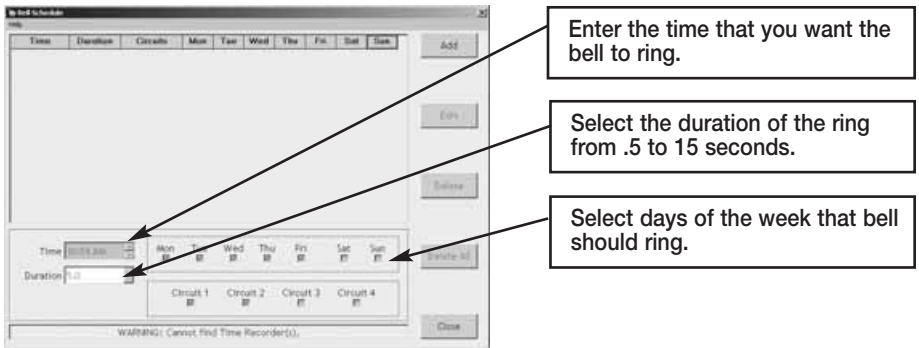 Bell Schedule
Help
Time Duration Circuits Mon Tue Wed Thu Fri Sat Sun
Add
Enter the time that you want the
bell to ring.
Edit
Select the duration of the ring
from .5 to 15 seconds.
Delete
Select days of the week that bell
should ring.
Time
Mon Tue Wed Thu Fri Sat Sun
Delete All
Duration
Circuit 1 Circuit 2 Circuit 3 Circuit 4
WARNING: Cannot find Time Recorder(s).
Close